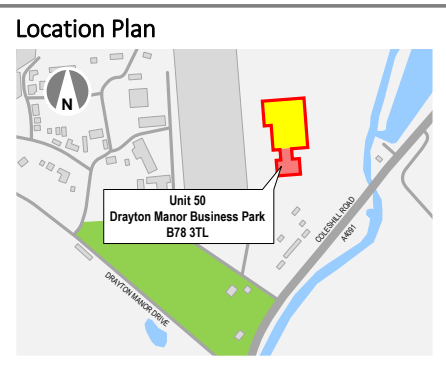 Location Plan
N
Unit 50
Drayton Manor Business Park
B78 3TL
COLESHILL ROAD
A4091
DRAYTON MANOR DRIVE